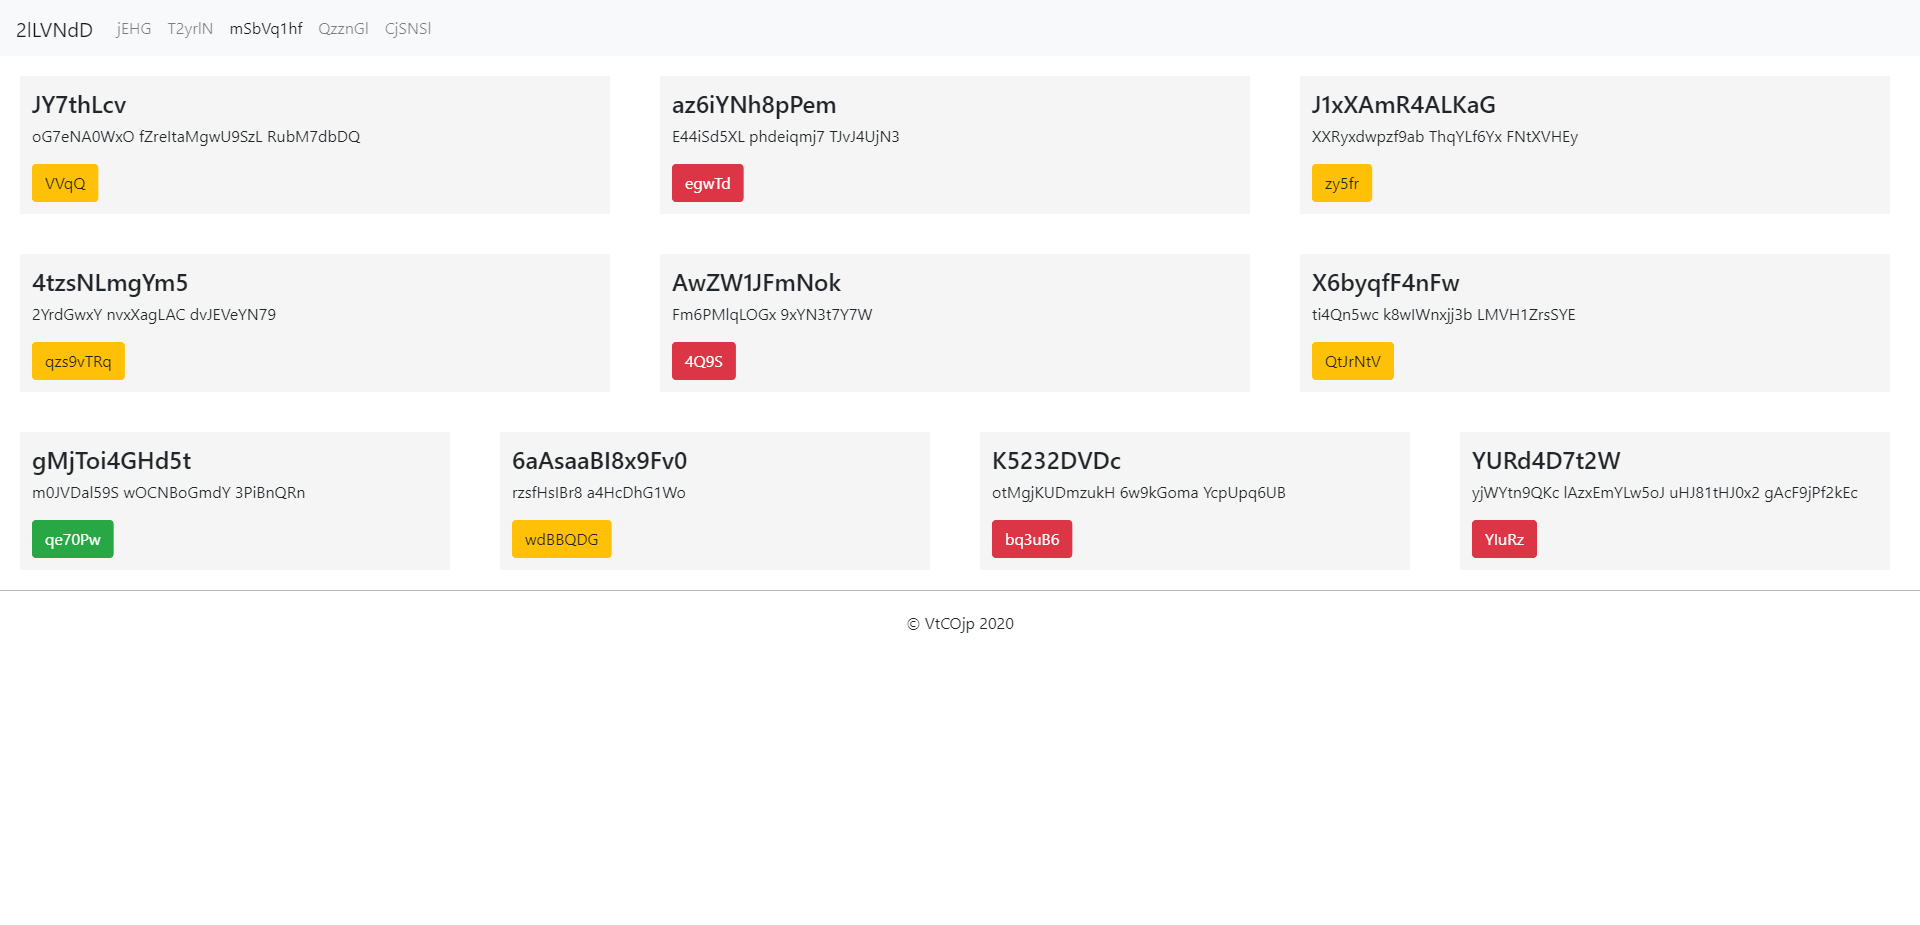 2lLVNdD jEHG T2yrlN mSbVq1hf QzznGl CjSNSl
JY7thLcv
oG7eNA0WxO fZreItaMgwU9SzL RubM7dbDQ
VVqQ
az6iYNh8pPem
E44iSd5XL phdeiqmj7 TJvJ4UjN3
egwTd
J1xXAmR4ALKaG
XXRyxdwpzf9ab ThqYLf6Yx FNtXVHEy
zy5fr
4tzsNLmgYm5
2YrdGwxY nvxXagLAC dvJEVeYN79
qzs9vTRq
AwZW1JFmNok
Fm6PMlqLOGx 9xYN3t7Y7W
4Q9S
X6byqfF4nFw
ti4Qn5wc k8wIWnxjj3b LMVH1ZrsSYE
QtJrNtV
gMjToi4GHd5t
m0JVDal59S wOCNBoGmdY 3PiBnQRn
qe70Pw
6aAsaaBI8x9Fv0
rzsfHsIBr8 a4HcDhG1Wo
wdBBQDG
K5232DVDc
otMgjKUDmzukH 6w9kGoma YcpUpq6UB
bq3uB6
YURd4D7t2W
yjWYtn9QKc lAzxEmYLw5oJ uHJ81tHJ0x2 gAcF9jPf2kEc
YluRz
© VtCOjp 2020